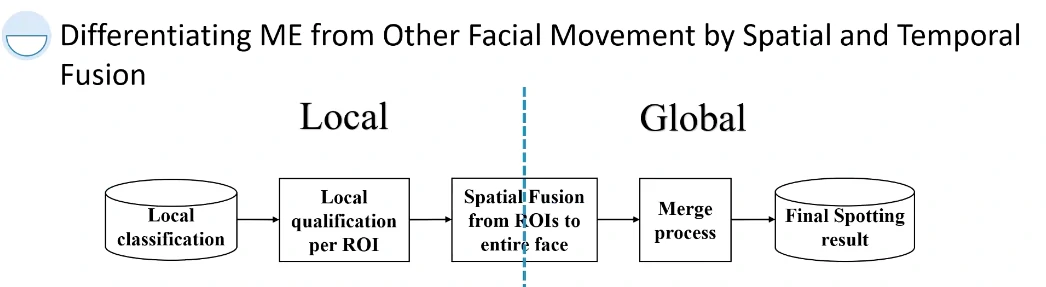 Differentiating ME from Other Facial Movement by Spatial and Temporal
Fusion
Local
Global
Local
classification
Local
qualification
per ROI
Spatial Fusion
from ROIs to
entire face
Merge
process
Final Spotting
result